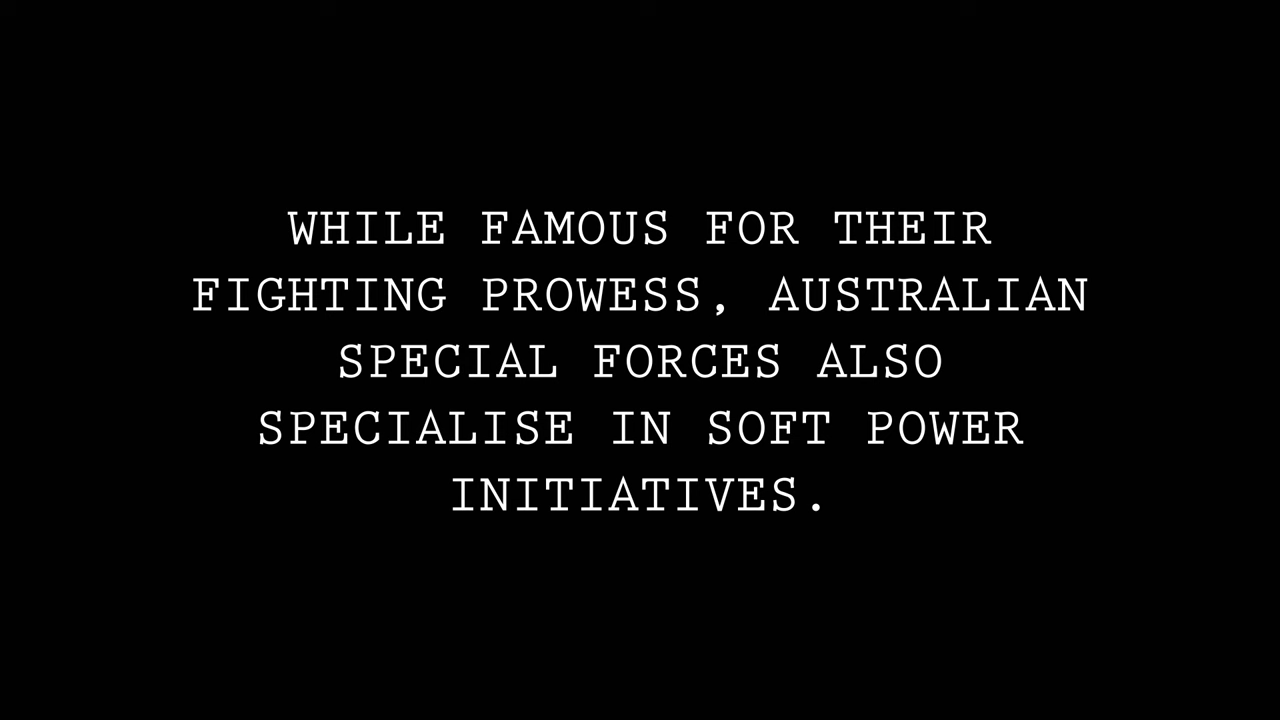 WHILE FAMOUS FOR THEIR
FIGHTING PROWESS, AUSTRALIAN
SPECIAL FORCES ALSO
SPECIALISE IN SOFT POWER
INITIATIVES.